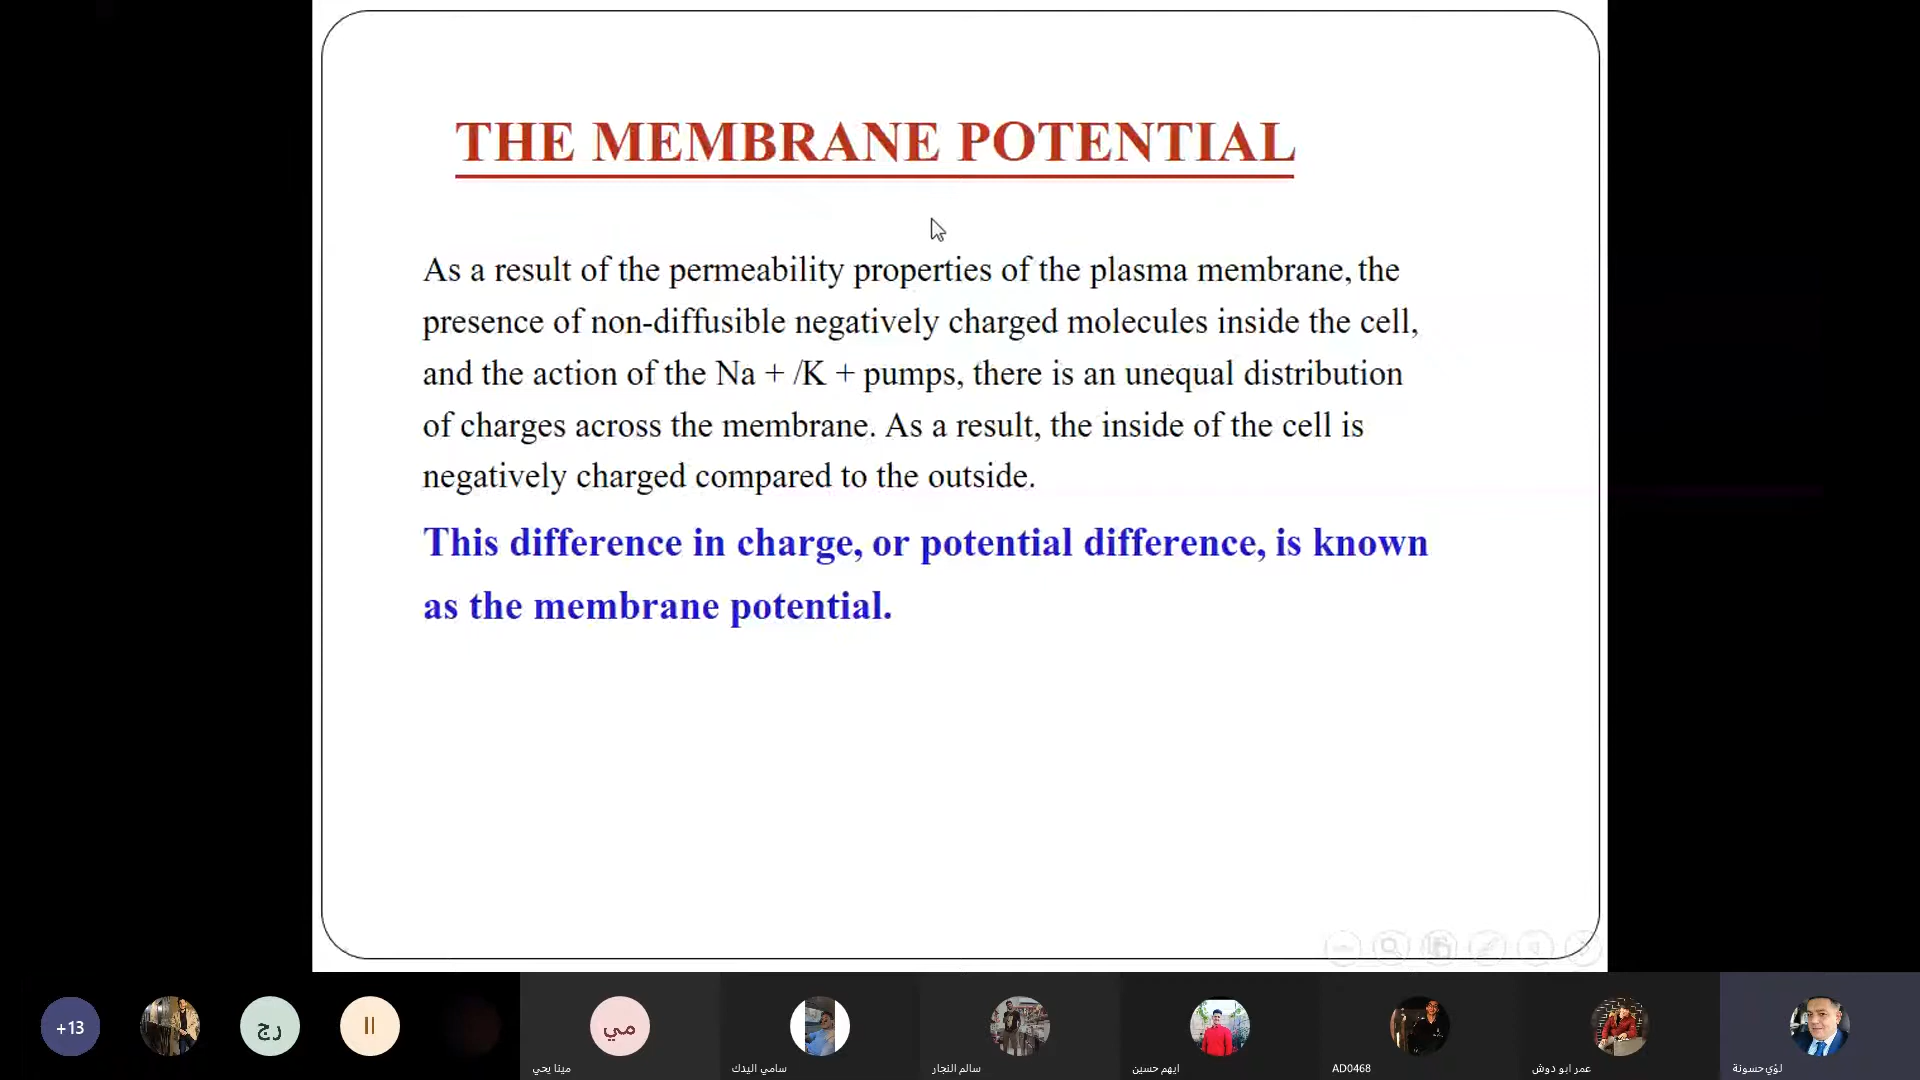 THE MEMBRANE POTENTIAL
As a result of the permeability properties of the plasma membrane, the
presence of non-diffusible negatively charged molecules inside the cell,
and the action of the Na + /K + pumps, there is an unequal distribution
of charges across the membrane. As a result, the inside of the cell is
negatively charged compared to the outside.
This difference in charge, or potential difference, is known
as the membrane potential.
+13
رج
II
مي
مينا يحي
سامي اليدك
سالم النجار
ايهم حسين
AD0468
عمر ابو دوش
لؤي حسونة